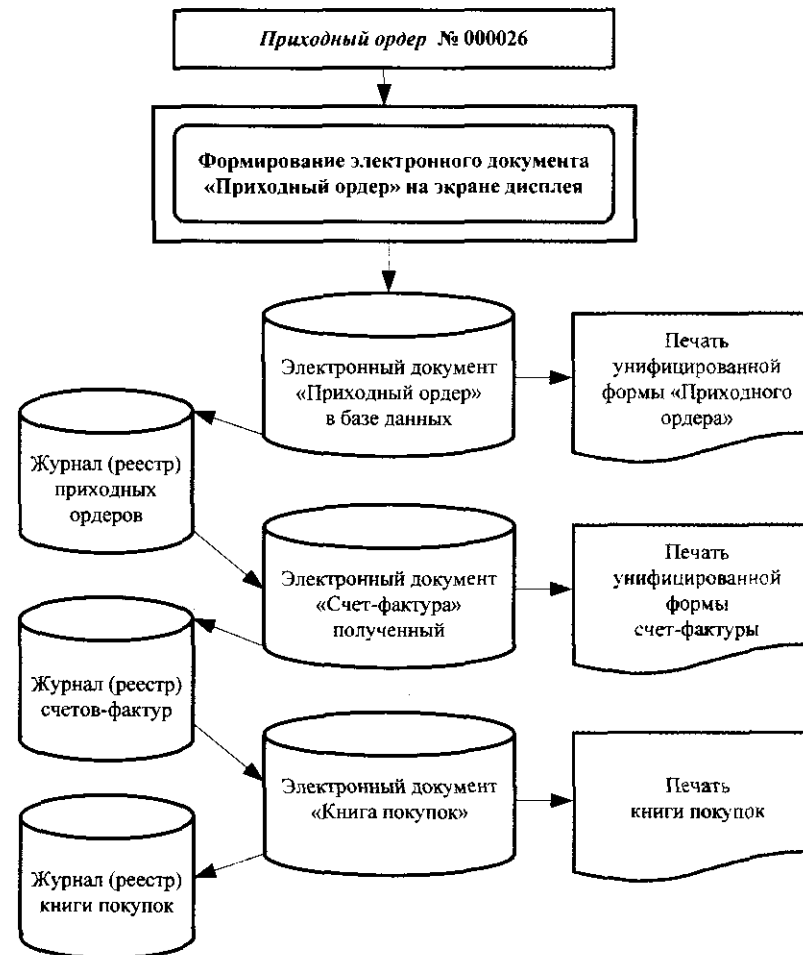 Приходный ордер № 000026
Формирование электронного документа
«Приходный ордер» на экране дисплея
Электронный документ
«Приходный ордер»
в базе данных
Печать
унифицированной
формы «Приходного
ордера»
Журнал (реестр)
приходных
ордеров
Электронный документ
«Счет-фактура»
полученный
Печать
унифицированной
формы
счет-фактуры
Журнал (реестр)
счетов-фактур
Электронный документ
«Книга покупок»
Печать
книги покупок
Журнал (реестр)
книги покупок